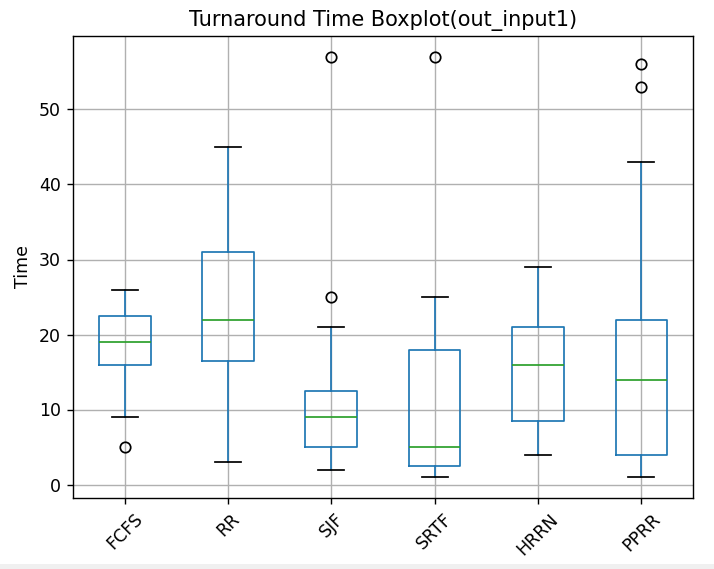 Turnaround Time Boxplot(out_input1)
Time
50
40
30
20
10
0
FCFS
RR
SJF
SRTF
HRRN
PPRR